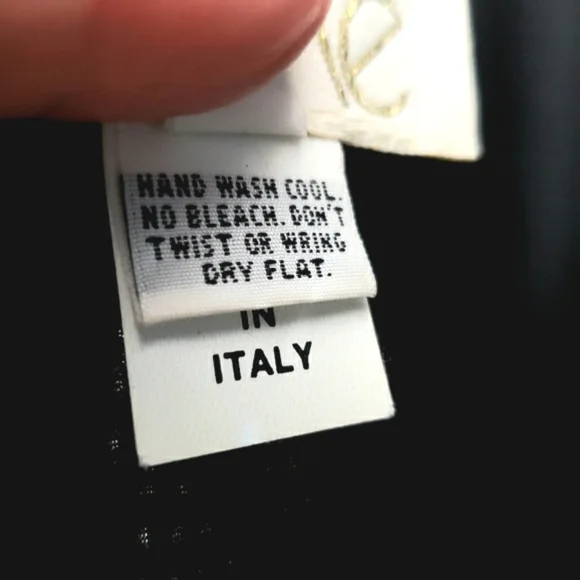 e
HAND WASH COOL.
NO BLEACH. DON'T
TWIST OR WRING
DRY FLAT.
IN
ITALY